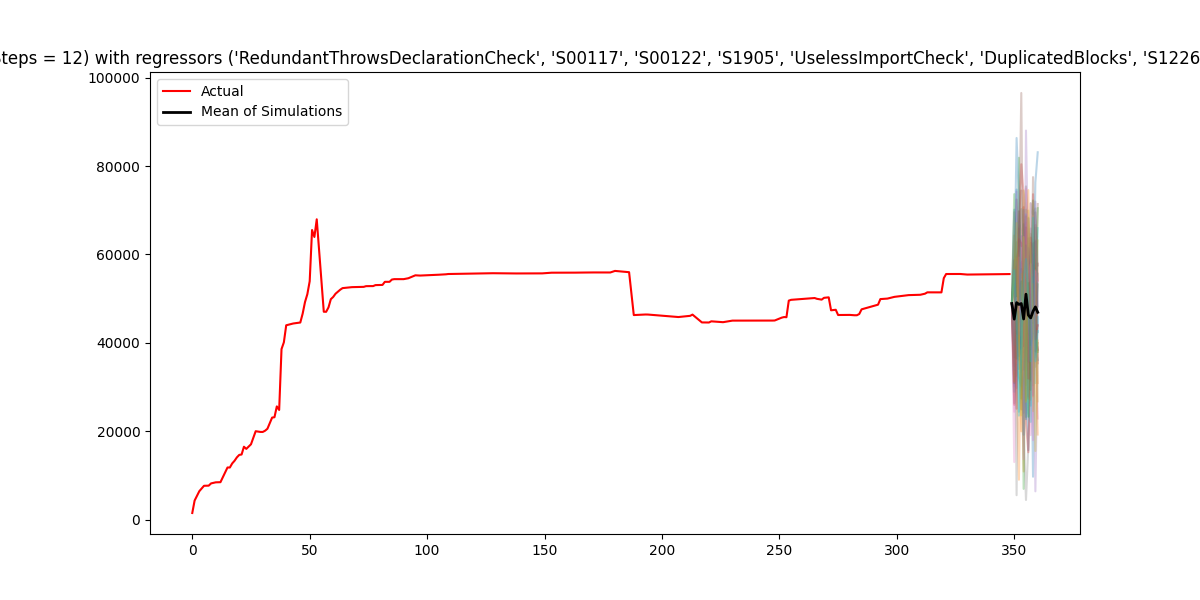 teps = 12) with regressors ('RedundantThrowsDeclarationCheck', 'S00117', 'S00122', 'S1905', 'UselessImportCheck', 'DuplicatedBlocks', 'S1226
Actual
Mean of Simulations
100000
80000
60000
40000
20000
0
0 50 100 150 200 250 300 350